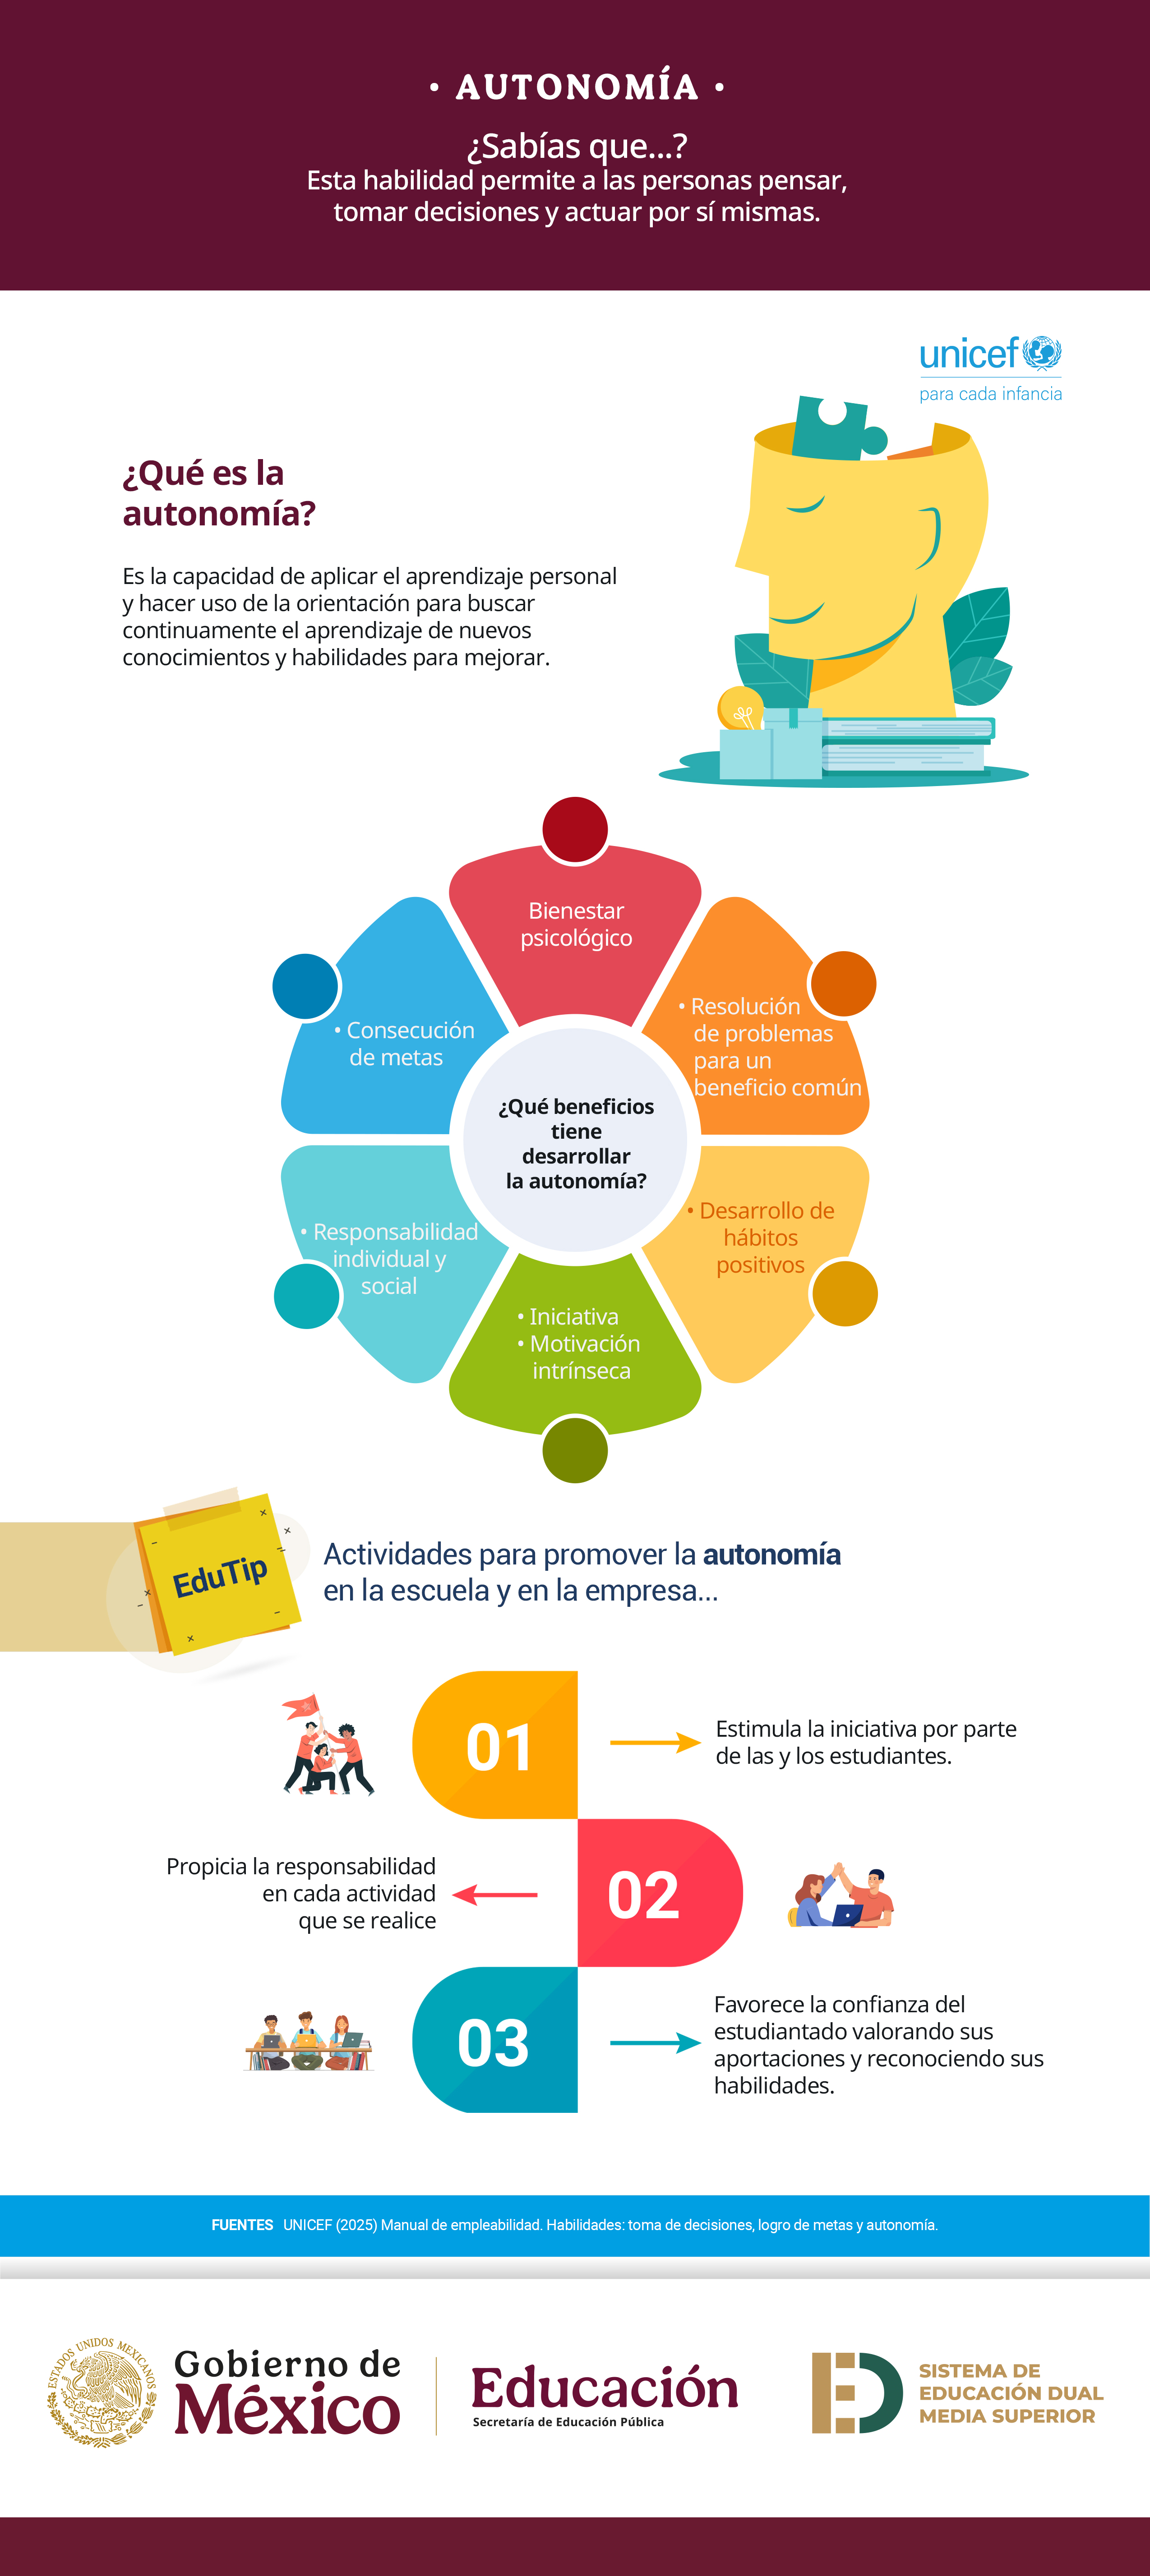 • AUTONOMÍA •
¿Sabías que...?
Esta habilidad permite a las personas pensar,
tomar decisiones y actuar por sí mismas.
unicef
para cada infancia
¿Qué es la
autonomía?
Es la capacidad de aplicar el aprendizaje personal
y hacer uso de la orientación para buscar
continuamente el aprendizaje de nuevos
conocimientos y habilidades para mejorar.
Bienestar
psicológico
• Resolución
de problemas
para un
beneficio común
• Consecución
de metas
¿Qué beneficios
tiene
desarrollar
la autonomía?
• Desarrollo de
hábitos
positivos
• Responsabilidad
individual y
social
• Iniciativa
• Motivación
intrínseca
EduTip
Actividades para promover la autonomía
en la escuela y en la empresa...
01
Estimula la iniciativa por parte
de las y los estudiantes.
Propicia la responsabilidad
en cada actividad
que se realice
02
03
Favorece la confianza del
estudiantado valorando sus
aportaciones y reconociendo sus
habilidades.
FUENTES UNICEF (2025) Manual de empleabilidad. Habilidades: toma de decisiones, logro de metas y autonomía.
ESTADOS UNIDOS MEXICANOS
Gobierno de
México
Educación
Secretaría de Educación Pública
SISTEMA DE
EDUCACIÓN DUAL
MEDIA SUPERIOR